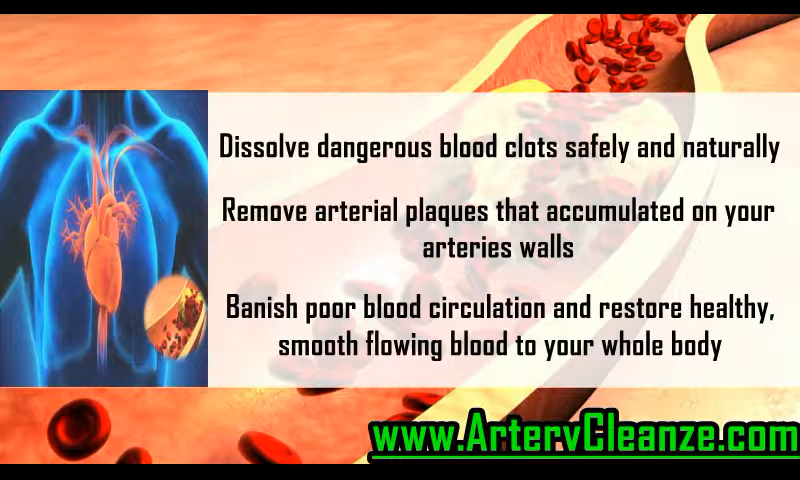 Dissolve dangerous blood clots safely and naturally
Remove arterial plaques that accumulated on your
arteries walls
Banish poor blood circulation and restore healthy,
smooth flowing blood to your whole body
www.ArteryCleanze.com